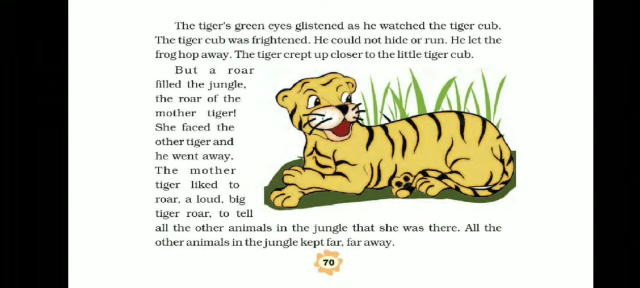 The tiger's green eyes glistened as he watched the tiger cub.
The tiger cub was frightened. He could not hide or run. He let the
frog hop away. The tiger crept up closer to the little tiger cub.
But a roar
filled the jungle,
the roar of the
mother tiger!
She faced the
other tiger and
he went away.
The mother
tiger liked to
roar, a loud, big
tiger roar, to tell
all the other animals in the jungle that she was there. All the
other animals in the jungle kept far, far away.
70